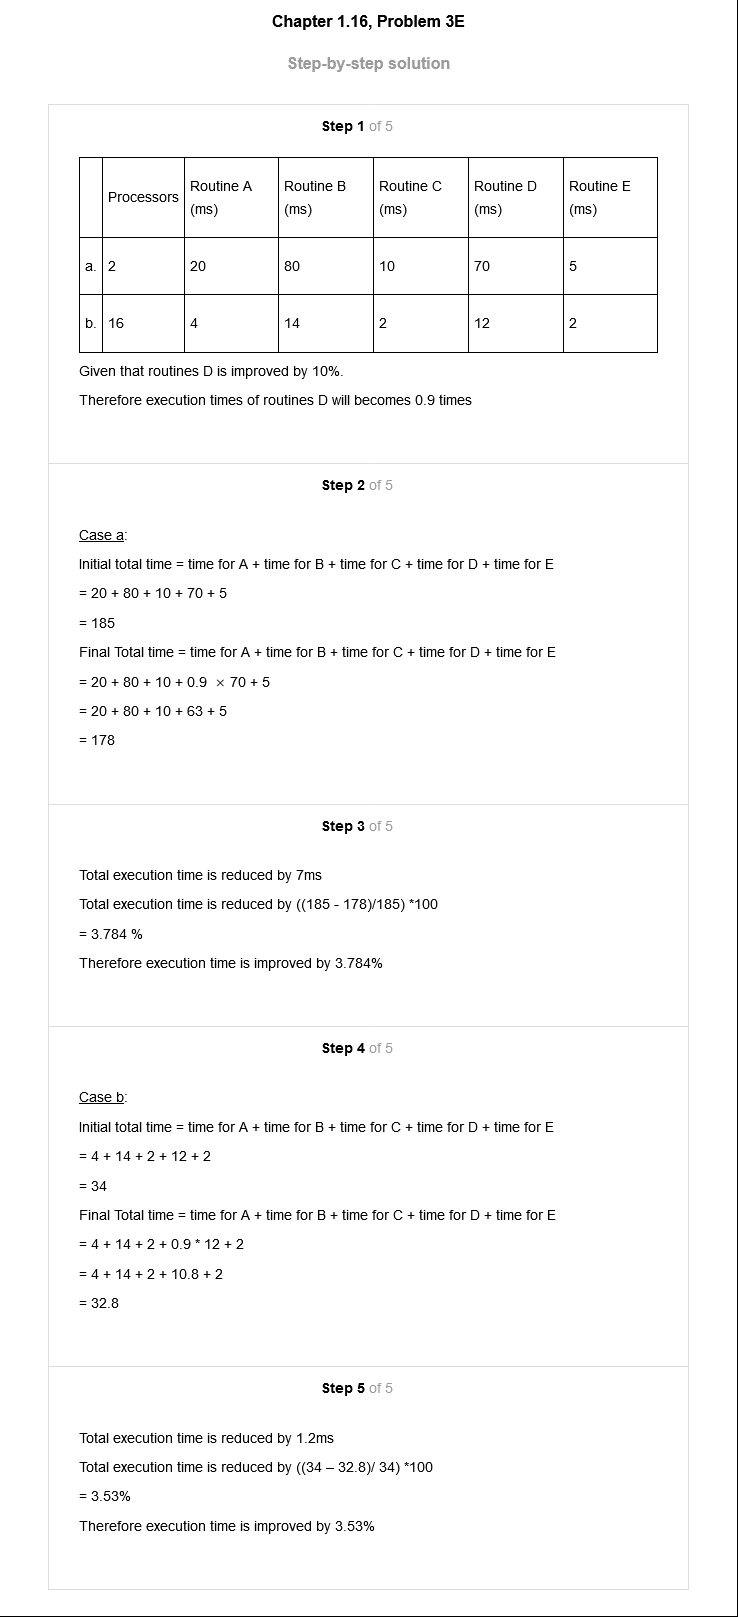 Chapter 1.16, Problem 3E
Step-by-step solution
Step 1 of 5
Processors Routine A (ms) Routine B (ms) Routine C (ms) Routine D (ms) Routine E (ms)
a. 2 20 80 10 70 5
b. 16 4 14 2 12 2
Given that routines D is improved by 10%.
Therefore execution times of routines D will becomes 0.9 times
Step 2 of 5
Case a:
Initial total time = time for A + time for B + time for C + time for D + time for E
= 20 + 80 + 10 + 70 + 5
= 185
Final Total time = time for A + time for B + time for C + time for D + time for E
= 20 + 80 + 10 + 0.9 × 70 + 5
= 20 + 80 + 10 + 63 + 5
= 178
Step 3 of 5
Total execution time is reduced by 7ms
Total execution time is reduced by ((185 - 178)/185) *100
= 3.784 %
Therefore execution time is improved by 3.784%
Step 4 of 5
Case b:
Initial total time = time for A + time for B + time for C + time for D + time for E
= 4 + 14 + 2 + 12 + 2
= 34
Final Total time = time for A + time for B + time for C + time for D + time for E
= 4 + 14 + 2 + 0.9 * 12 + 2
= 4 + 14 + 2 + 10.8 + 2
= 32.8
Step 5 of 5
Total execution time is reduced by 1.2ms
Total execution time is reduced by ((34 – 32.8)/ 34) *100
= 3.53%
Therefore execution time is improved by 3.53%